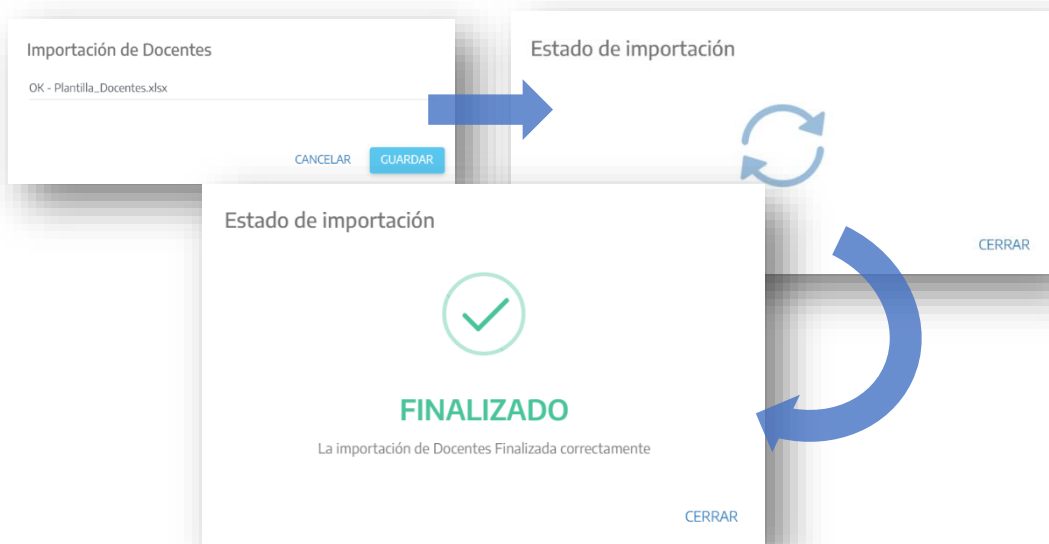 Importación de Docentes
OK - Plantilla_Docentes.xlsx
CANCELAR GUARDAR
Estado de importación
CERRAR
Estado de importación
FINALIZADO
La importación de Docentes Finalizada correctamente
CERRAR